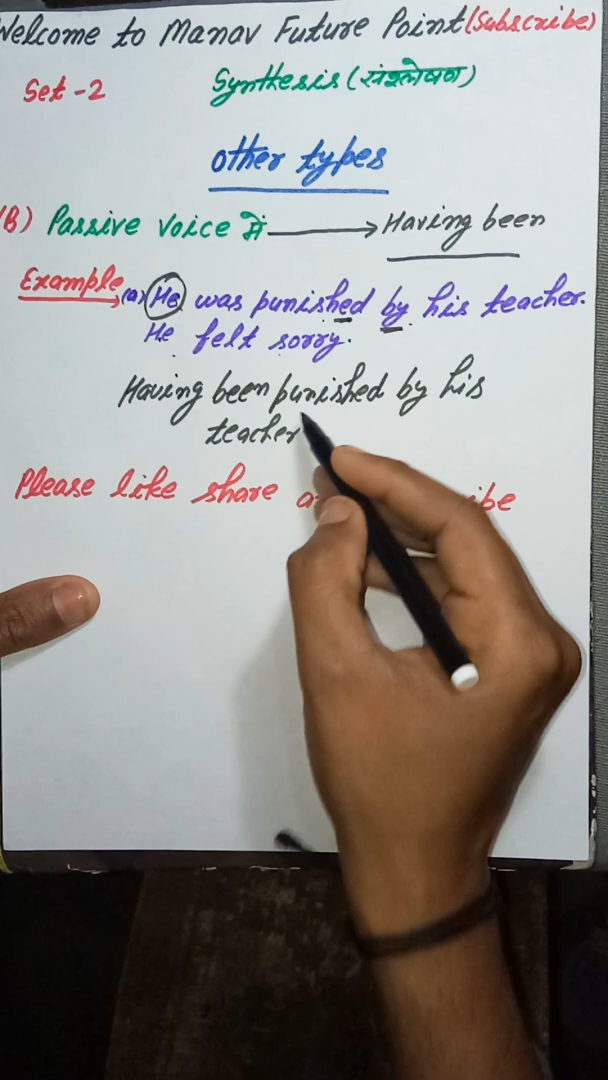 Welcome to Manav Future Point (Subscribe)
Set-2 Synthesis (संश्लेषण)
other types
(B) Passive voice में → Having been
Example → (a) He was punished by his teacher.
He felt sorry.
Having been punished by his
teacher
Please like share